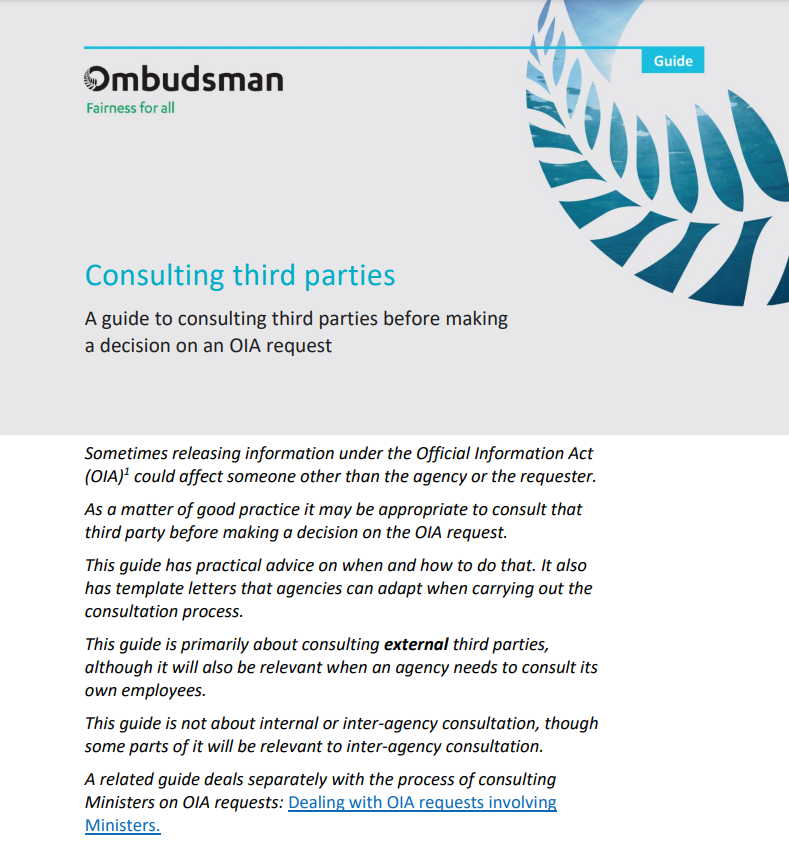 Guide
Ombudsman
Fairness for all
Consulting third parties
A guide to consulting third parties before making
a decision on an OIA request
Sometimes releasing information under the Official Information Act
(OIA)¹ could affect someone other than the agency or the requester.
As a matter of good practice it may be appropriate to consult that
third party before making a decision on the OIA request.
This guide has practical advice on when and how to do that. It also
has template letters that agencies can adapt when carrying out the
consultation process.
This guide is primarily about consulting external third parties,
although it will also be relevant when an agency needs to consult its
own employees.
This guide is not about internal or inter-agency consultation, though
some parts of it will be relevant to inter-agency consultation.
A related guide deals separately with the process of consulting
Ministers on OIA requests: Dealing with OIA requests involving
Ministers.